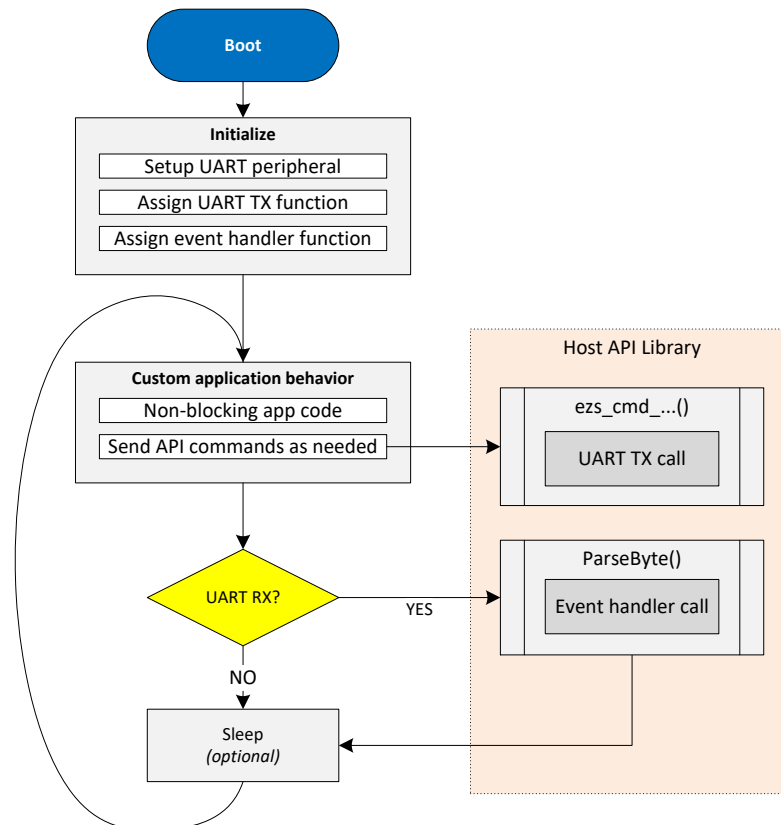 Boot
Initialize
Setup UART peripheral
Assign UART TX function
Assign event handler function
Host API Library
Custom application behavior
Non-blocking app code
Send API commands as needed
ezs_cmd_...()
UART TX call
UART RX?
YES
ParseByte()
Event handler call
NO
Sleep
(optional)